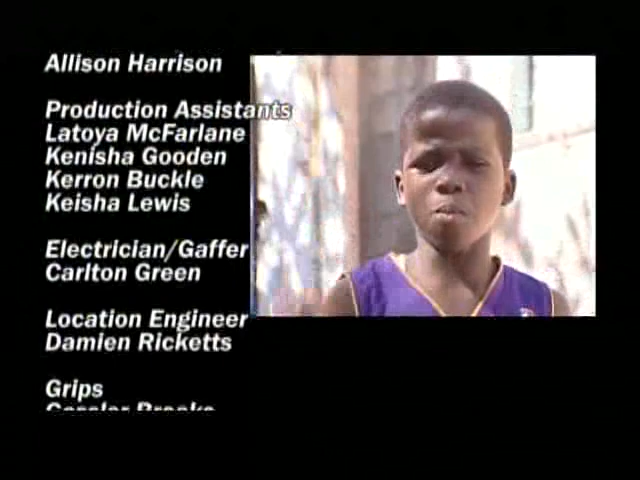 Allison Harrison
Production Assistants
Latoya McFarlane
Kenisha Gooden
Kerron Buckle
Keisha Lewis
Electrician/Gaffer
Carlton Green
Location Engineer
Damien Ricketts
Grips